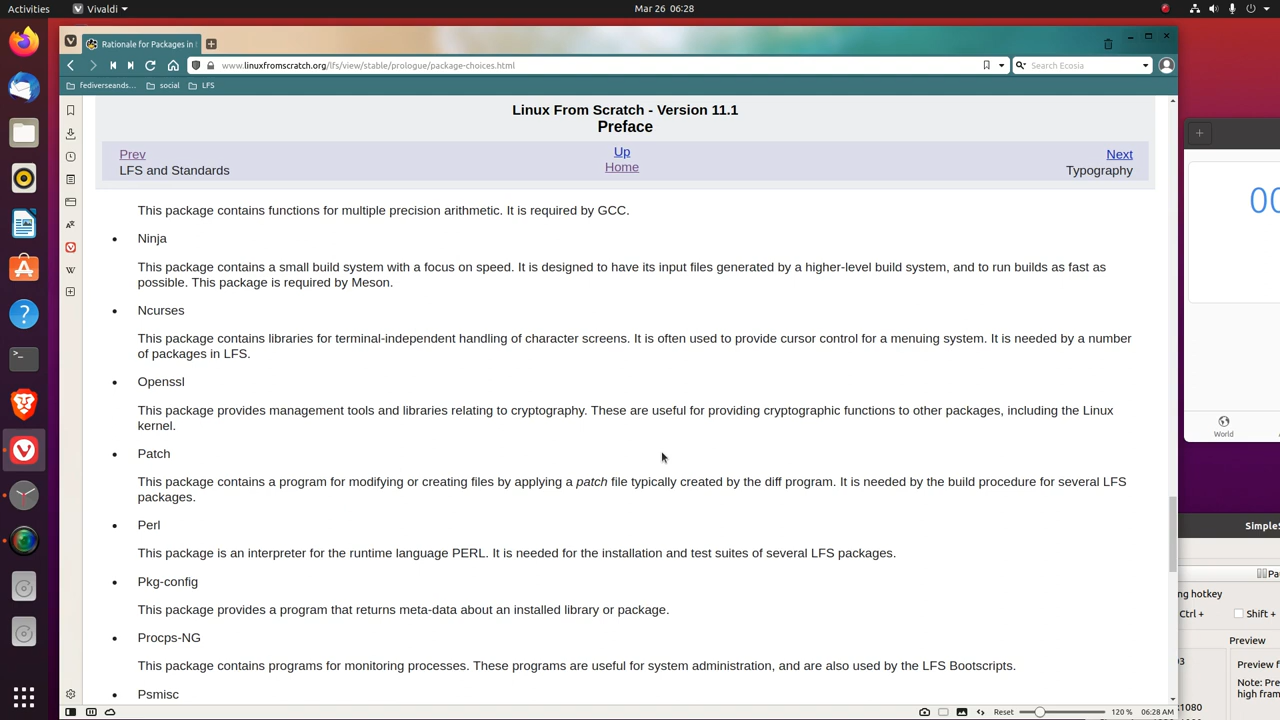 Activities
Vivaldi
Mar 26 06:28
Rationale for Packages in
www.linuxfromscratch.org/lfs/view/stable/prologue/package-choices.html
Search Ecosia
fediverseands...
social
LFS
Linux From Scratch - Version 11.1
Preface
Prev
Up
Next
LFS and Standards
Home
Typography
This package contains functions for multiple precision arithmetic. It is required by GCC.
• Ninja
This package contains a small build system with a focus on speed. It is designed to have its input files generated by a higher-level build system, and to run builds as fast as
possible. This package is required by Meson.
• Ncurses
This package contains libraries for terminal-independent handling of character screens. It is often used to provide cursor control for a menuing system. It is needed by a number
of packages in LFS.
• Openssl
This package provides management tools and libraries relating to cryptography. These are useful for providing cryptographic functions to other packages, including the Linux
kernel.
• Patch
This package contains a program for modifying or creating files by applying a patch file typically created by the diff program. It is needed by the build procedure for several LFS
packages.
• Perl
This package is an interpreter for the runtime language PERL. It is needed for the installation and test suites of several LFS packages.
• Pkg-config
This package provides a program that returns meta-data about an installed library or package.
• Procps-NG
This package contains programs for monitoring processes. These programs are useful for system administration, and are also used by the LFS Bootscripts.
• Psmisc
Reset
120 %
06:28 AM
00
World
SimpleS
Pa
ng hotkey
Ctrl +
Shift +
Preview
03
Preview f
Note: Pre
high fram
1080